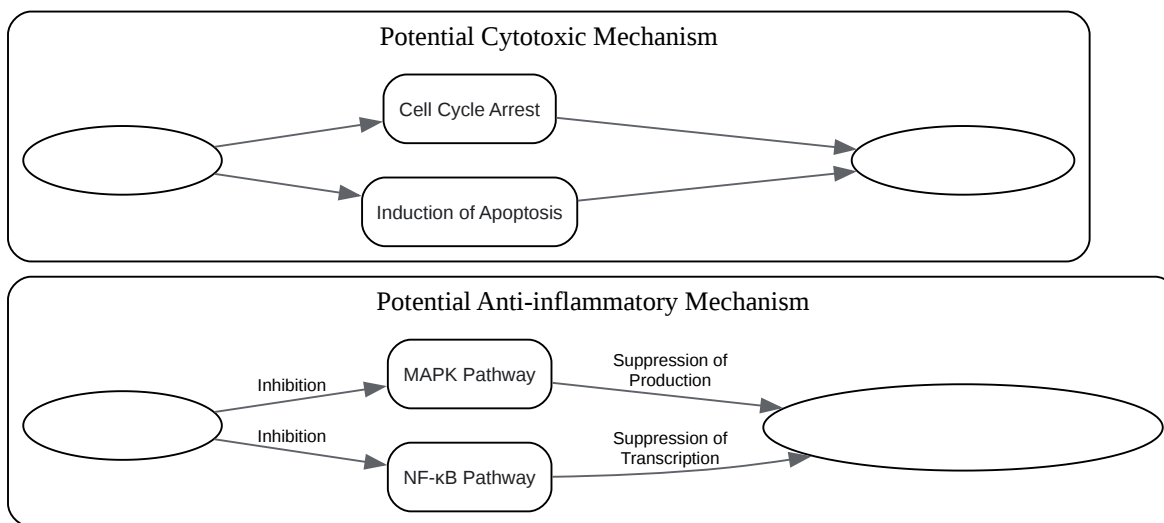 Potential Cytotoxic Mechanism
Cell Cycle Arrest
Induction of Apoptosis
Potential Anti-inflammatory Mechanism
Inhibition
MAPK Pathway
Suppression of
Production
Inhibition
NF-κB Pathway
Suppression of
Transcription